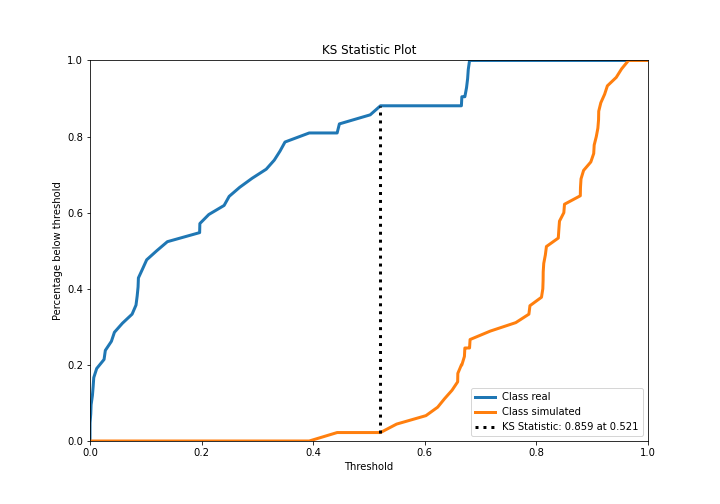 KS Statistic Plot
1.0
0.8
0.6
0.4
0.2
0.0
Percentage below threshold
0.0 0.2 0.4 0.6 0.8 1.0
Threshold
Class real
Class simulated
KS Statistic: 0.859 at 0.521